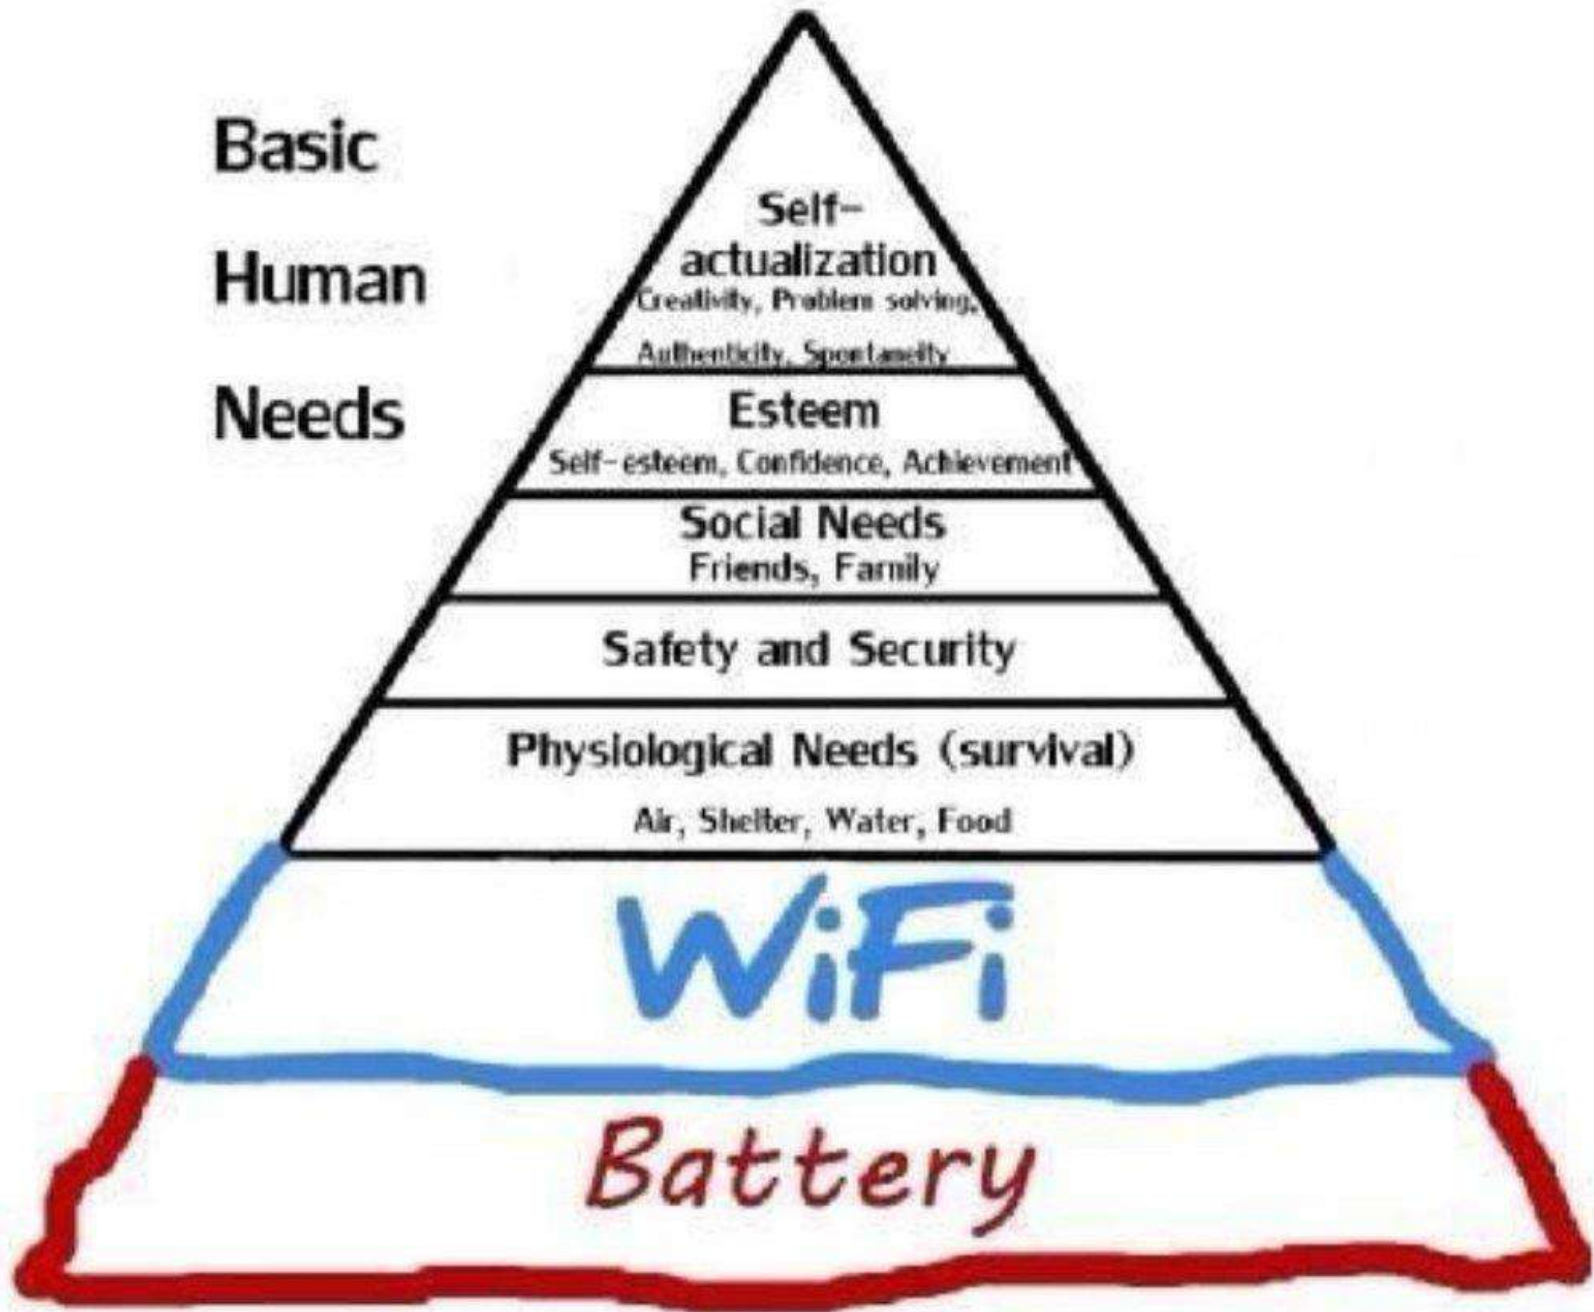 Basic
Human
Needs
Self-
actualization
Creativity, Problem solving,
Authenticity, Spontaneity
Esteem
Self-esteem, Confidence, Achievement
Social Needs
Friends, Family
Safety and Security
Physiological Needs (survival)
Air, Shelter, Water, Food
WiFi
Battery